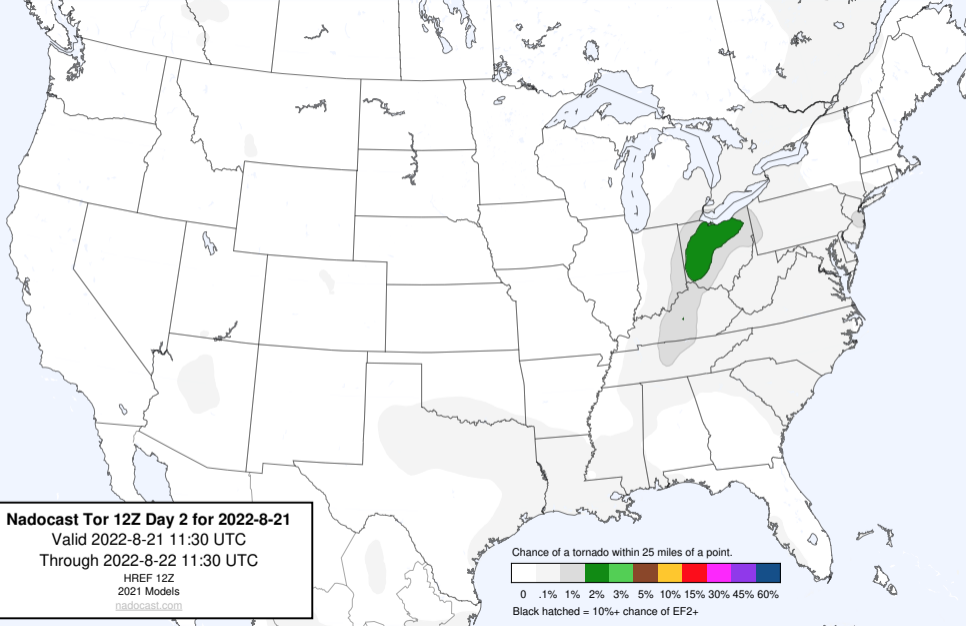 Nadocast Tor 12Z Day 2 for 2022-8-21
Valid 2022-8-21 11:30 UTC
Through 2022-8-22 11:30 UTC
HREF 12Z
2021 Models
nadocast.com
Chance of a tornado within 25 miles of a point.
0 .1% 1% 2% 3% 5% 10% 15% 30% 45% 60%
Black hatched = 10%+ chance of EF2+